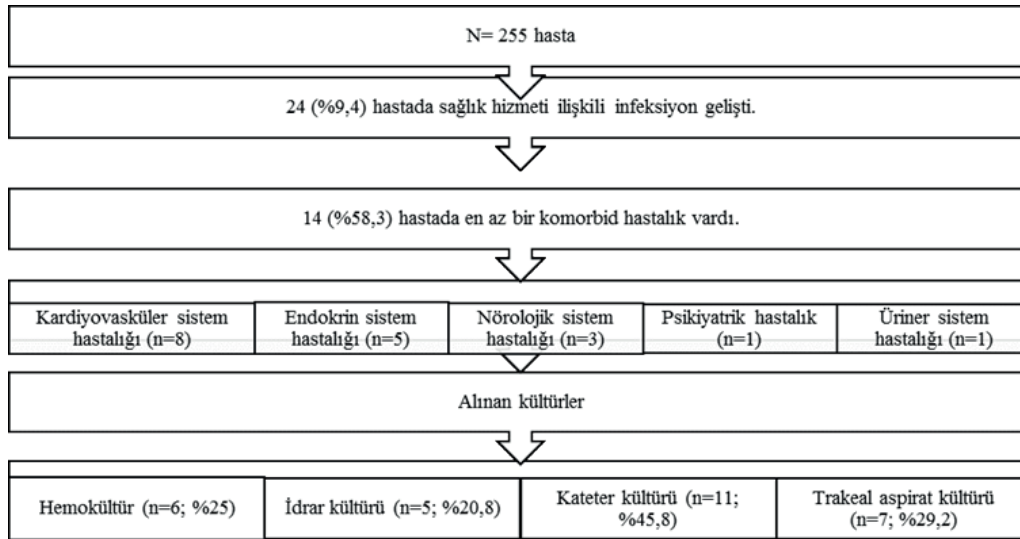 N= 255 hasta
24 (%9,4) hastada sağlık hizmeti ilişkili infeksiyon gelişti.
14 (%58,3) hastada en az bir komorbid hastalık vardı.
Kardiyovasküler sistem
hastalığı (n=8)
Endokrin sistem
hastalığı (n=5)
Nörolojik sistem
hastalığı (n=3)
Psikiyatrik hastalık
(n=1)
Üriner sistem
hastalığı (n=1)
Alınan kültürler
Hemokültür (n=6; %25)
İdrar kültürü (n=5; %20,8)
Kateter kültürü (n=11;
%45,8)
Trakeal aspirat kültürü
(n=7; %29,2)